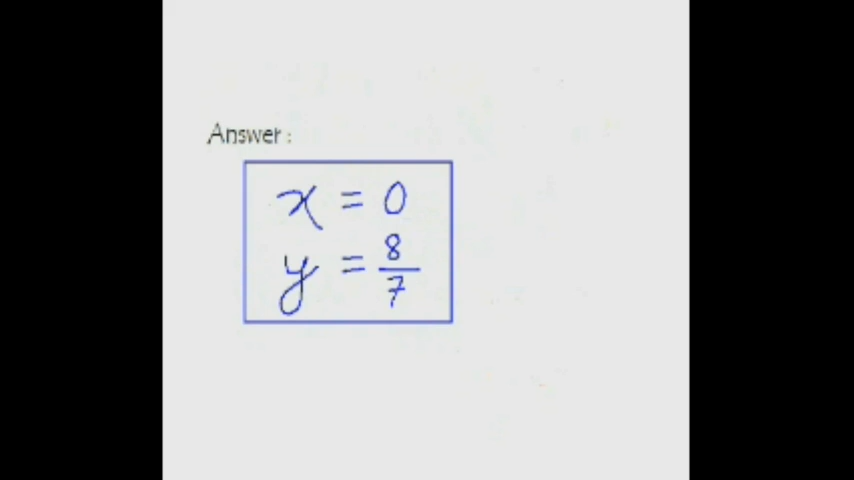 Answer :
x = 0
y = 8/7